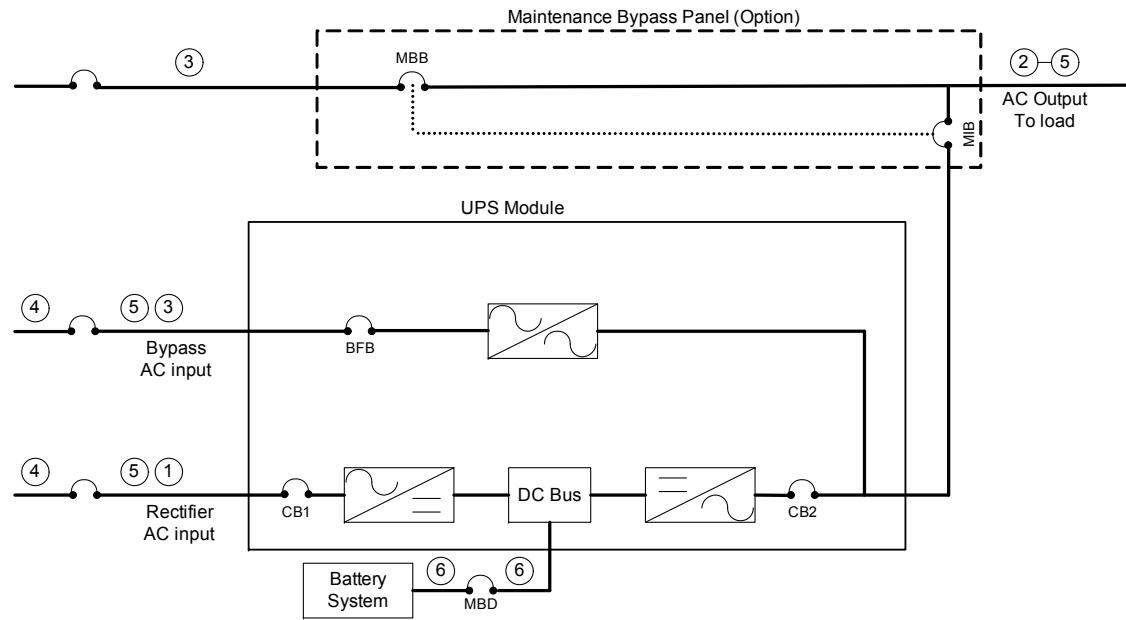 Maintenance Bypass Panel (Option)
3
MBB
2 5
AC Output
To load
MIB
UPS Module
4
5 3
Bypass
AC input
BFB
4
5 1
Rectifier
AC input
CB1
DC Bus
CB2
Battery
System
6
MBD
6